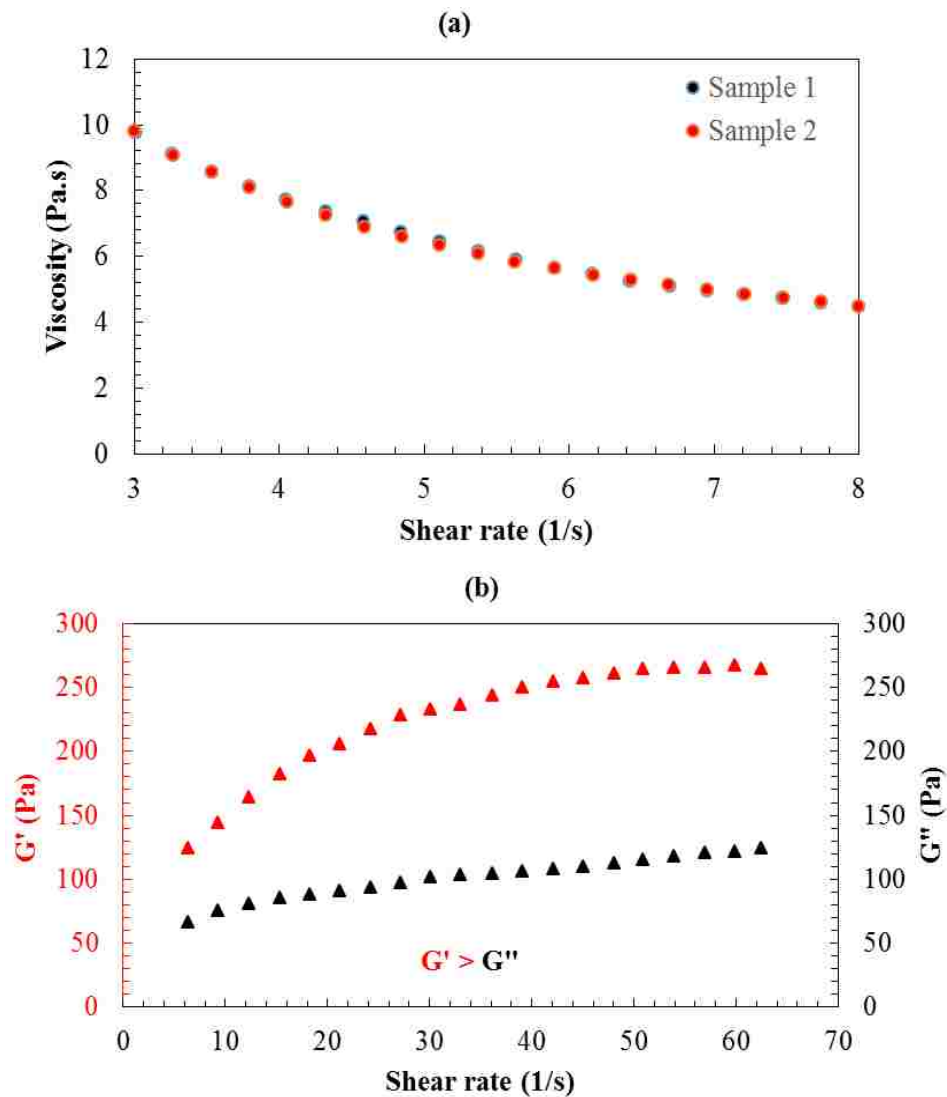 (a)
12
10
8
6
4
2
0
Viscosity (Pa.s)
Sample 1
Sample 2
3 4 5 6 7 8
Shear rate (1/s)
(b)
300
250
200
150
100
50
0
G' (Pa)
G' > G"
300
250
200
150
100
50
0
G" (Pa)
0 10 20 30 40 50 60 70
Shear rate (1/s)